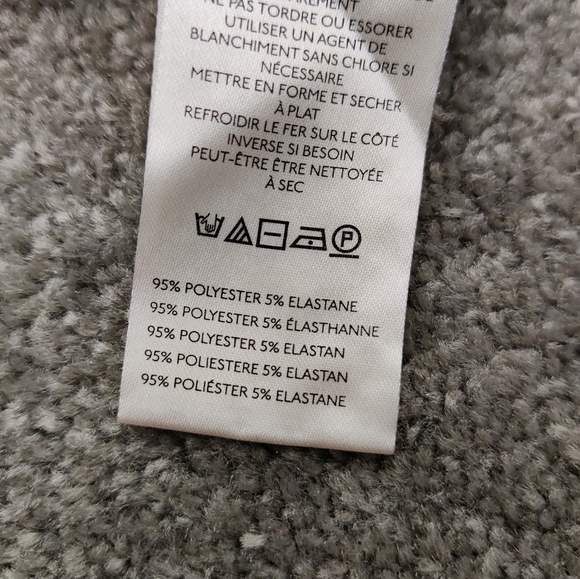 NE PAS TORDRE OU ESSORER
UTILISER UN AGENT DE
BLANCHIMENT SANS CHLORE SI
NÉCESSAIRE
METTRE EN FORME ET SECHER
À PLAT
REFROIDIR LE FER SUR LE CÔTÉ
INVERSE SI BESOIN
PEUT-ÊTRE ÊTRE NETTOYÉE
À SEC
P
95% POLYESTER 5% ELASTANE
95% POLYESTER 5% ÉLASTHANNE
95% POLYESTER 5% ELASTAN
95% POLIESTERE 5% ELASTAN
95% POLIÉSTER 5% ELASTANE